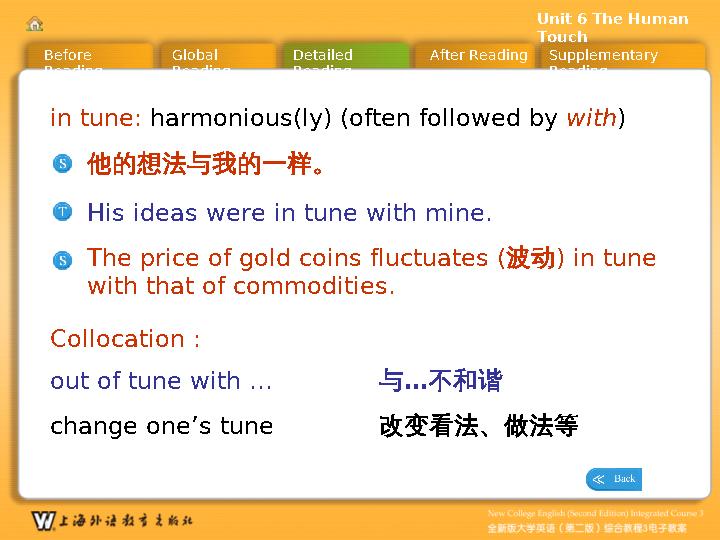 Unit 6 The Human
Touch
Before
Reading
Global
Reading
Detailed
Reading
After Reading
Supplementary
Reading
in tune: harmonious(ly) (often followed by with)
S
他的想法与我的一样。
T
His ideas were in tune with mine.
S
The price of gold coins fluctuates (波动) in tune
with that of commodities.
Collocation :
out of tune with … 与…不和谐
change one’s tune 改变看法、做法等
≪ Back
W 上海外语教育出版社
New College English (Second Edition) Integrated Course 3
全新版大学英语（第二版）综合教程3电子教案